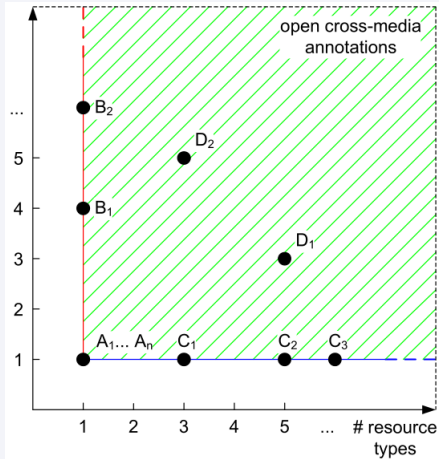 open cross-media
annotations
...
B₂
5
D₂
4
B₁
3
D₁
2
A₁... Aₙ
C₁
C₂
C₃
1
1
2
3
4
5
...
# resource
types